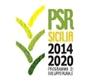 PSR
SICILIA
2014
2020
PROGRAMMA DI
SVILUPPO RURALE